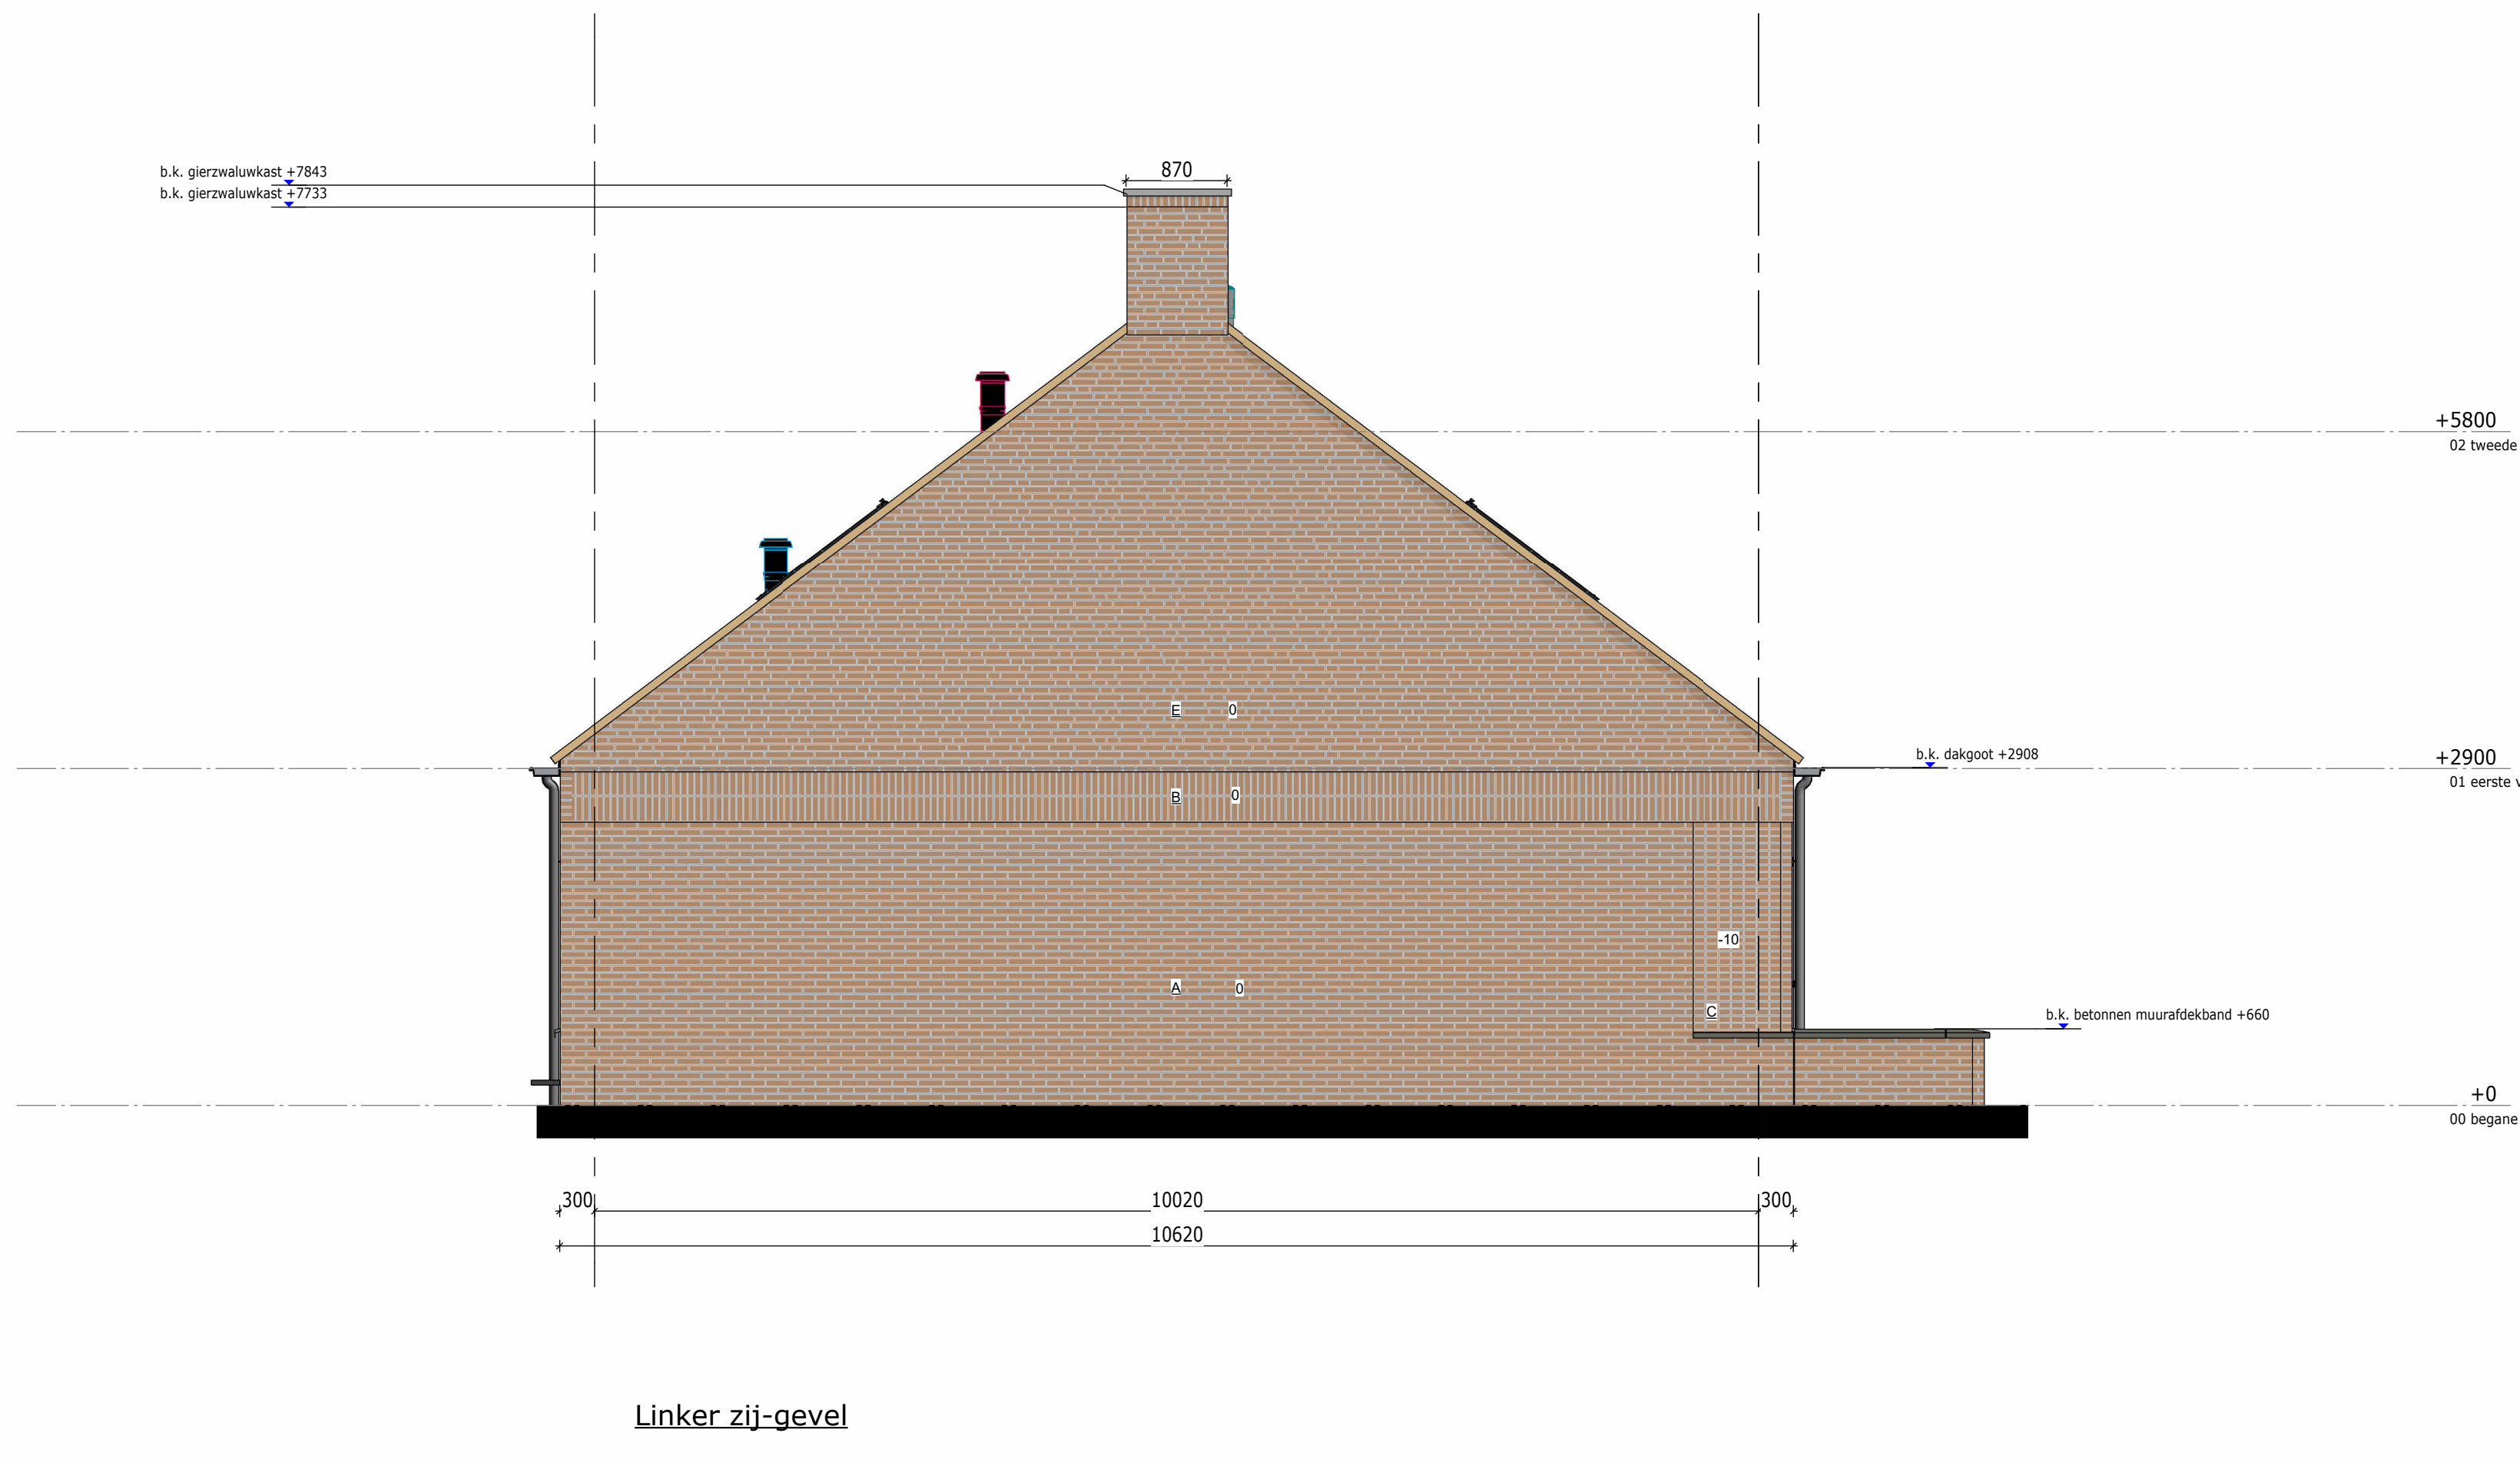 870
b.k. gierzwaluwkast +7843
b.k. gierzwaluwkast +7733
+5800
02 tweede
E 0
b.k. dakgoot +2908
+2900
01 eerste v
B 0
-10
A 0
C
b.k. betonnen muurafdekband +660
+0
00 begane
300 10020 300
10620
Linker zij-gevel